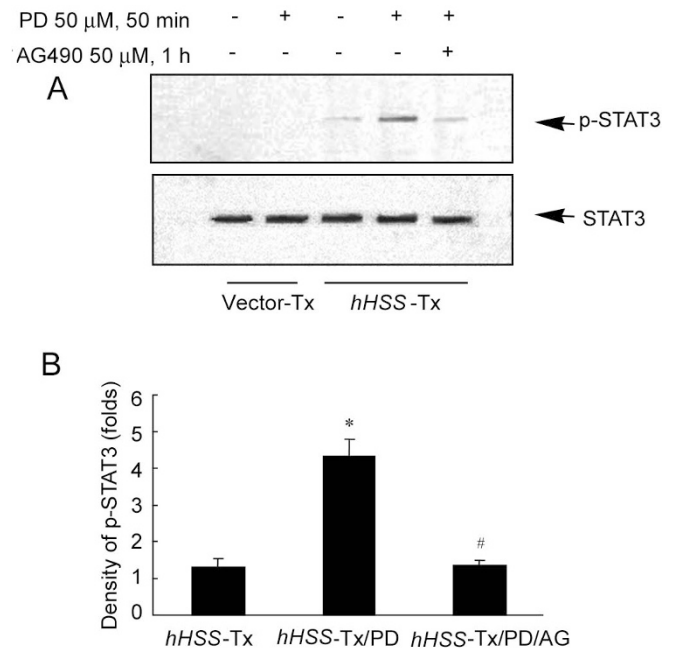 PD 50 μM, 50 min - + - + +
AG490 50 μM, 1 h - - - - +
A
p-STAT3
STAT3
Vector-Tx hHSS-Tx
B
Density of p-STAT3 (folds)
6
5
4
3
2
1
0
*
#
hHSS-Tx hHSS-Tx/PD hHSS-Tx/PD/AG